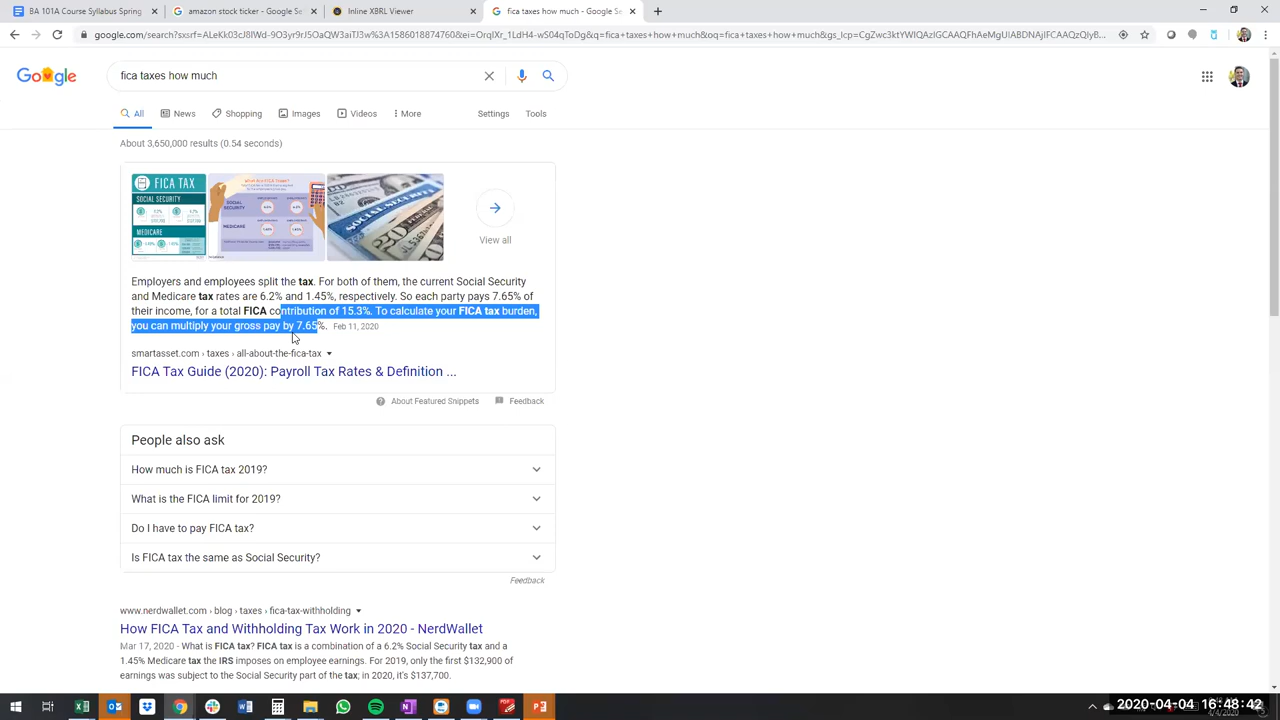 BA 101A Course Syllabus Spring
amazon stock ticker - Google Se
Inline XBRL Viewer
fica taxes how much - Google Se
google.com/search?sxsrf=
&q=fica+taxes+how+much&oq=fica+taxes+how+much&gs_lcp=
Google
fica taxes how much
All
News
Shopping
Images
Videos
More
Settings
Tools
About 3,650,000 results (0.54 seconds)
FICA TAX
SOCIAL SECURITY
MEDICARE
SOCIAL SECURITY
MEDICARE
View all
Employers and employees split the tax. For both of them, the current Social Security
and Medicare tax rates are 6.2% and 1.45%, respectively. So each party pays 7.65% of
their income, for a total FICA contribution of 15.3%. To calculate your FICA tax burden,
you can multiply your gross pay by 7.65%. Feb 11, 2020
smartasset.com › taxes › all-about-the-fica-tax
FICA Tax Guide (2020): Payroll Tax Rates & Definition ...
About Featured Snippets
Feedback
People also ask
How much is FICA tax 2019?
What is the FICA limit for 2019?
Do I have to pay FICA tax?
Is FICA tax the same as Social Security?
Feedback
www.nerdwallet.com › blog › taxes › fica-tax-withholding
How FICA Tax and Withholding Tax Work in 2020 - NerdWallet
Mar 17, 2020 - What is FICA tax? FICA tax is a combination of a 6.2% Social Security tax and a
1.45% Medicare tax the IRS imposes on employee earnings. For 2019, only the first $132,900 of
earnings was subject to the Social Security part of the tax; in 2020, it's $137,700.
2020-04-04 16:48:42
4/4/2020